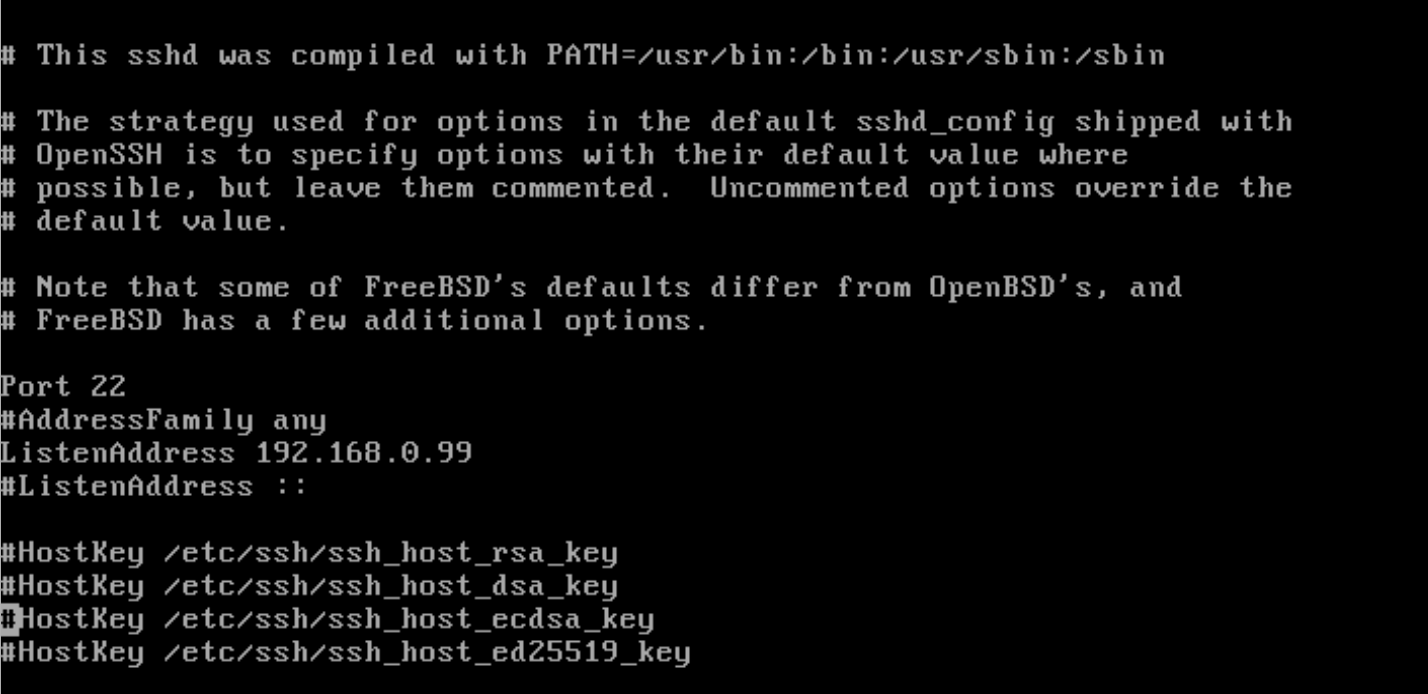 # This sshd was compiled with PATH=/usr/bin:/bin:/usr/sbin:/sbin
# The strategy used for options in the default sshd_config shipped with
# OpenSSH is to specify options with their default value where
# possible, but leave them commented.  Uncommented options override the
# default value.
# Note that some of FreeBSD's defaults differ from OpenBSD's, and
# FreeBSD has a few additional options.
Port 22
#AddressFamily any
ListenAddress 192.168.0.99
#ListenAddress ::
#HostKey /etc/ssh/ssh_host_rsa_key
#HostKey /etc/ssh/ssh_host_dsa_key
#HostKey /etc/ssh/ssh_host_ecdsa_key
#HostKey /etc/ssh/ssh_host_ed25519_key